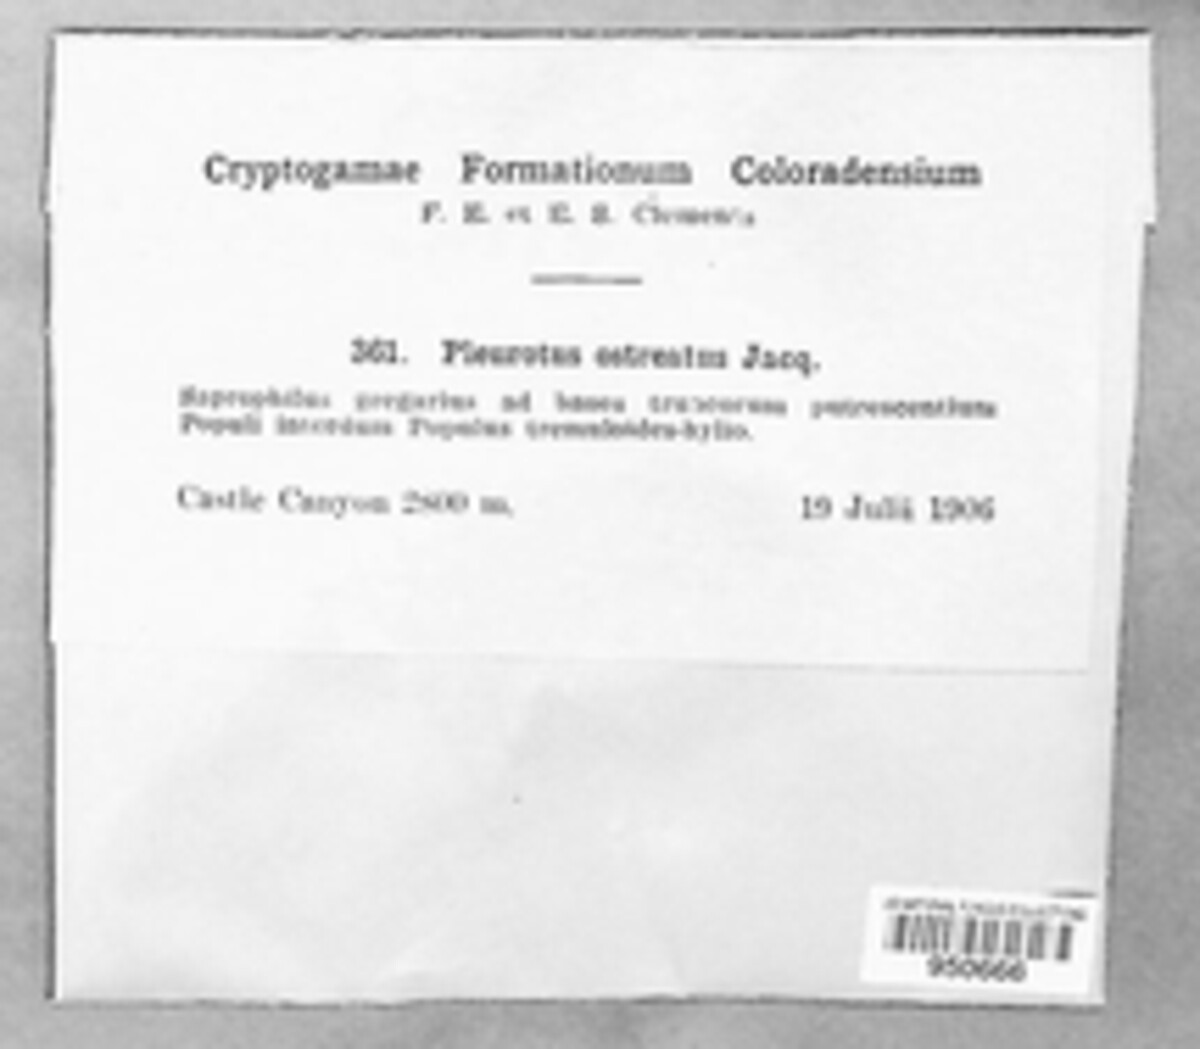 Cryptogamae Formationum Coloradensium
F. E. et E. S. Clements
361. Pleurotus ostreatus Jacq.
Saprophilus gregarius ad bases truncorum putrescentium
Populi interdum Populus tremuloides-hylio.
Castle Canyon 2800 m.
19 Julii 1906
950666